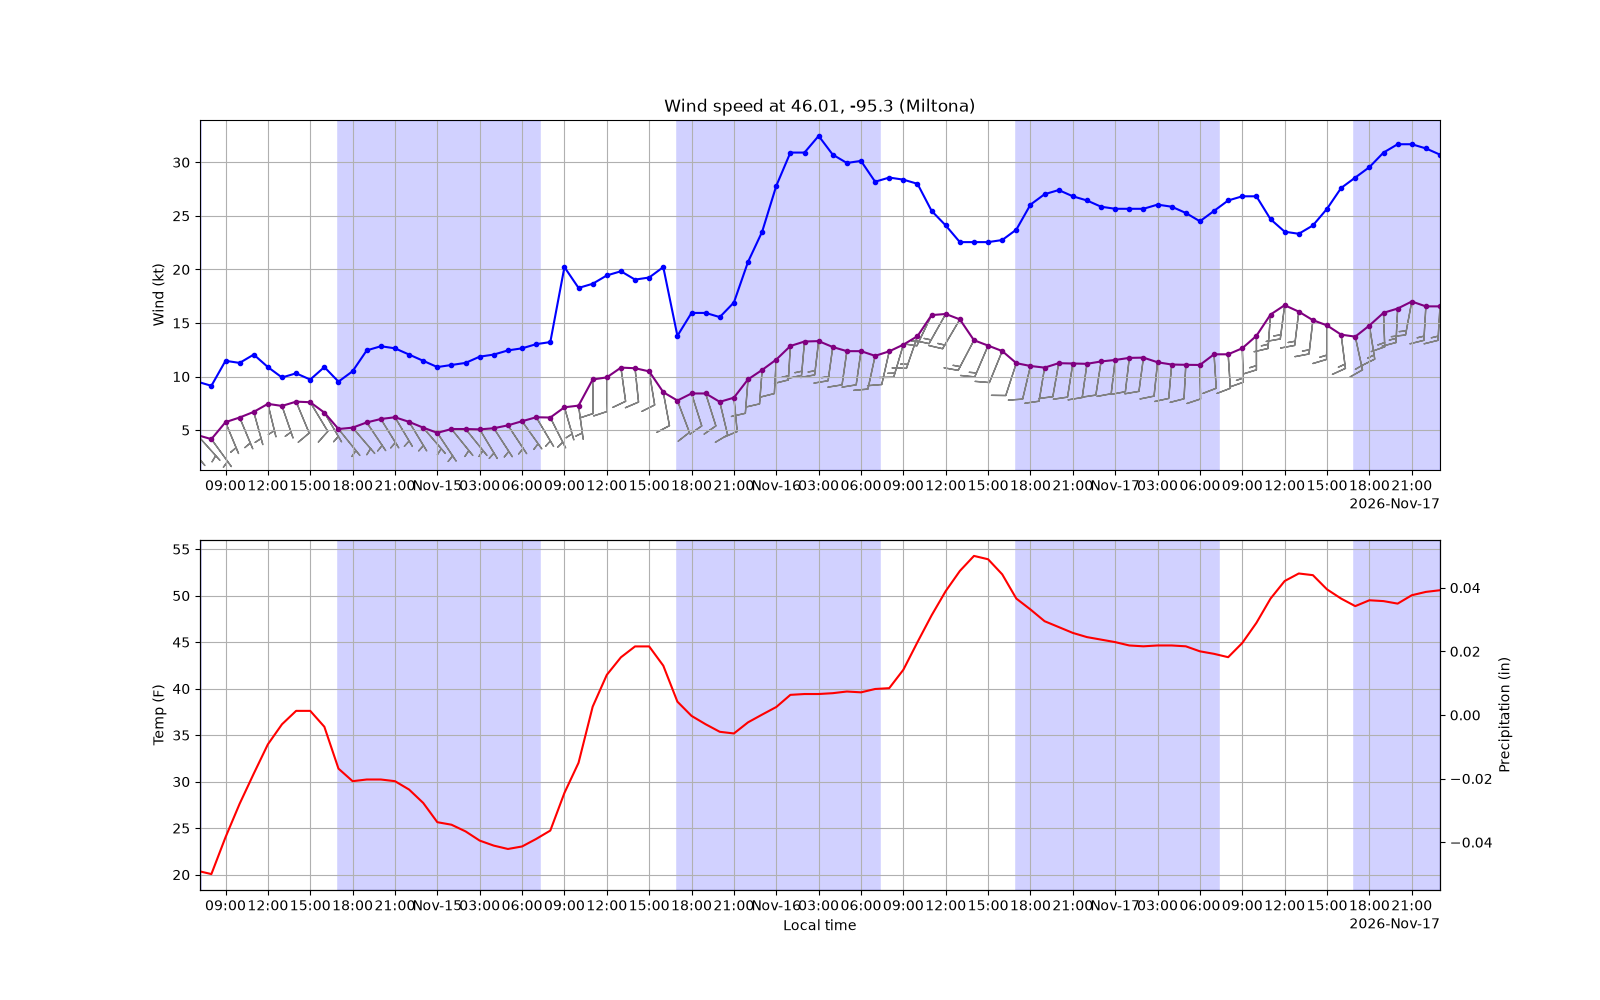 Wind speed at 46.01, -95.3 (Miltona)
Wind (kt)
30
25
20
15
10
5
09:00 12:00 15:00 18:00 21:00 Nov-15 03:00 06:00 09:00 12:00 15:00 18:00 21:00 Nov-16 03:00 06:00 09:00 12:00 15:00 18:00 21:00 Nov-17 03:00 06:00 09:00 12:00 15:00 18:00 21:00
2026-Nov-17
Temp (F)
55
50
45
40
35
30
25
20
0.04
0.02
0.00
−0.02
−0.04
Precipitation (in)
09:00 12:00 15:00 18:00 21:00 Nov-15 03:00 06:00 09:00 12:00 15:00 18:00 21:00 Nov-16 03:00 06:00 09:00 12:00 15:00 18:00 21:00 Nov-17 03:00 06:00 09:00 12:00 15:00 18:00 21:00
Local time
2026-Nov-17